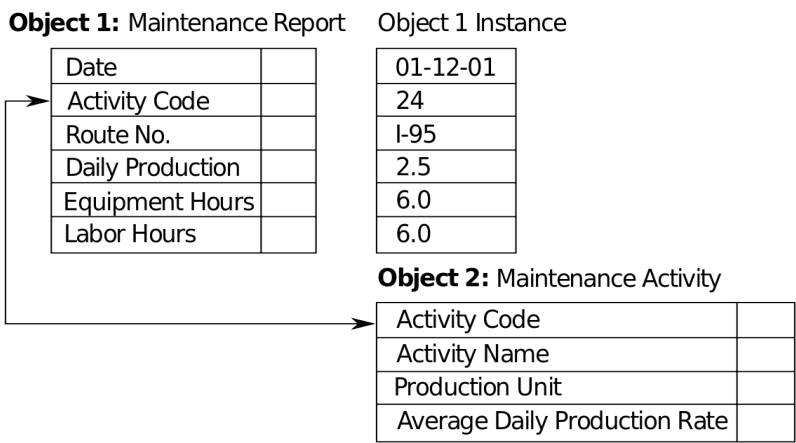 Object 1: Maintenance Report
Object 1 Instance
Date
01-12-01
Activity Code
24
Route No.
I-95
Daily Production
2.5
Equipment Hours
6.0
Labor Hours
6.0
Object 2: Maintenance Activity
Activity Code
Activity Name
Production Unit
Average Daily Production Rate